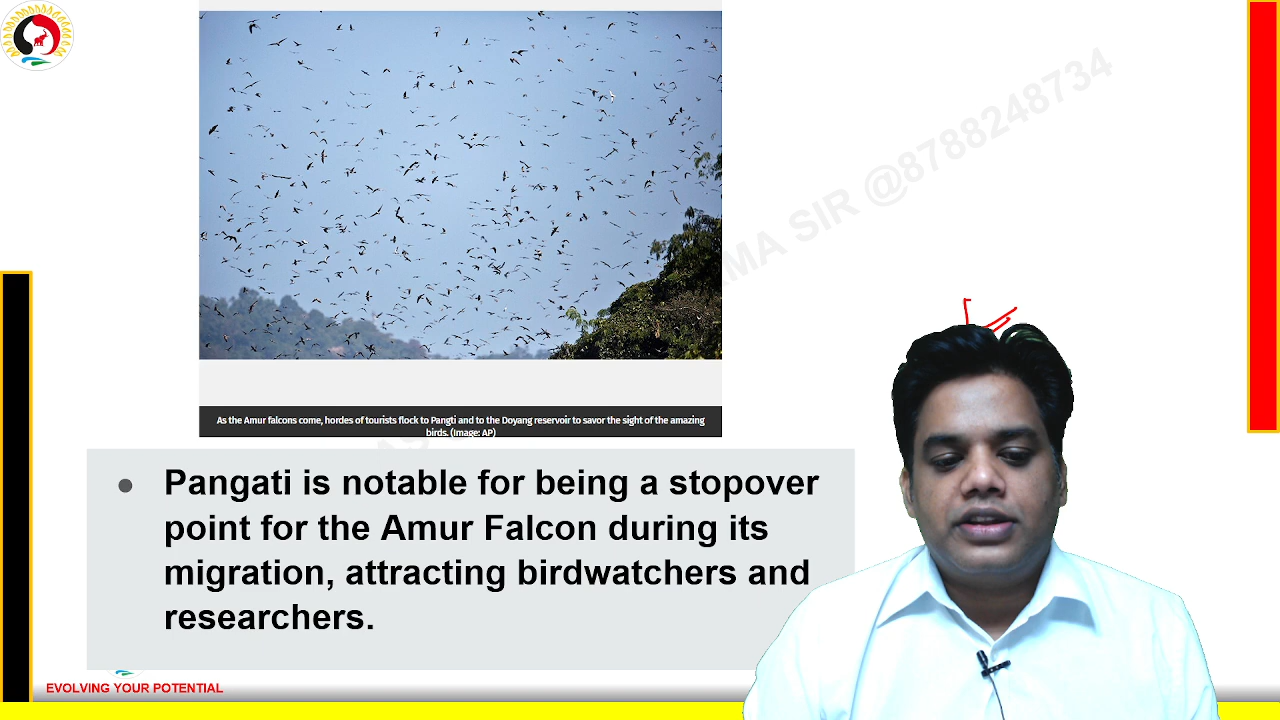 MA SIR @8788248734
As the Amur falcons come, hordes of tourists flock to Pangti and to the Doyang reservoir to savor the sight of the amazing
birds. (Image: AP)
● Pangati is notable for being a stopover
point for the Amur Falcon during its
migration, attracting birdwatchers and
researchers.
EVOLVING YOUR POTENTIAL